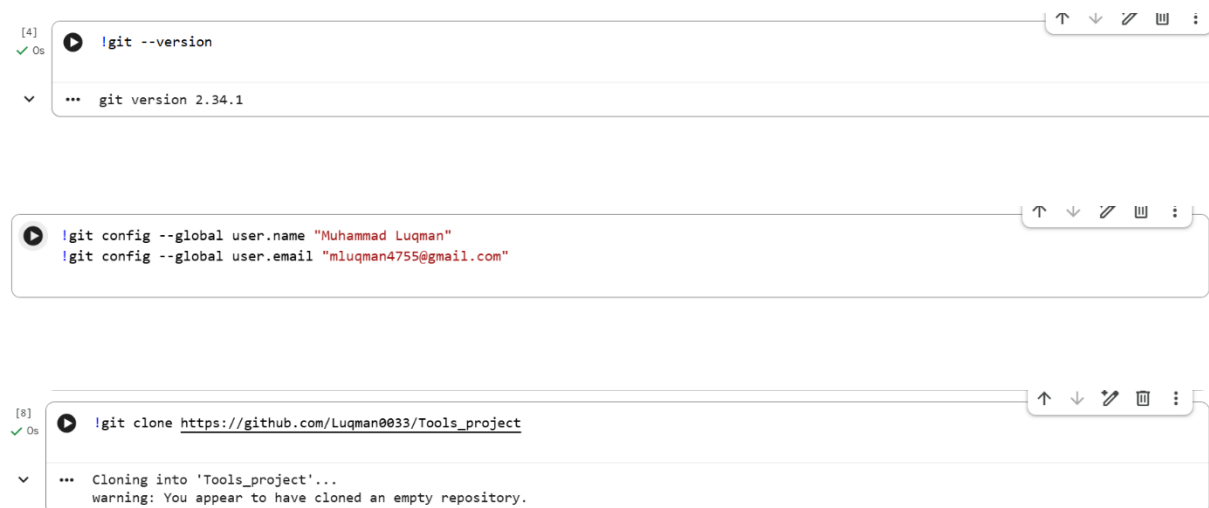 [4]
0s
!git --version
... git version 2.34.1
!git config --global user.name "Muhammad Luqman"
!git config --global user.email "mluqman4755@gmail.com"
[8]
0s
!git clone https://github.com/Luqman0033/Tools_project
... Cloning into 'Tools_project'...
warning: You appear to have cloned an empty repository.